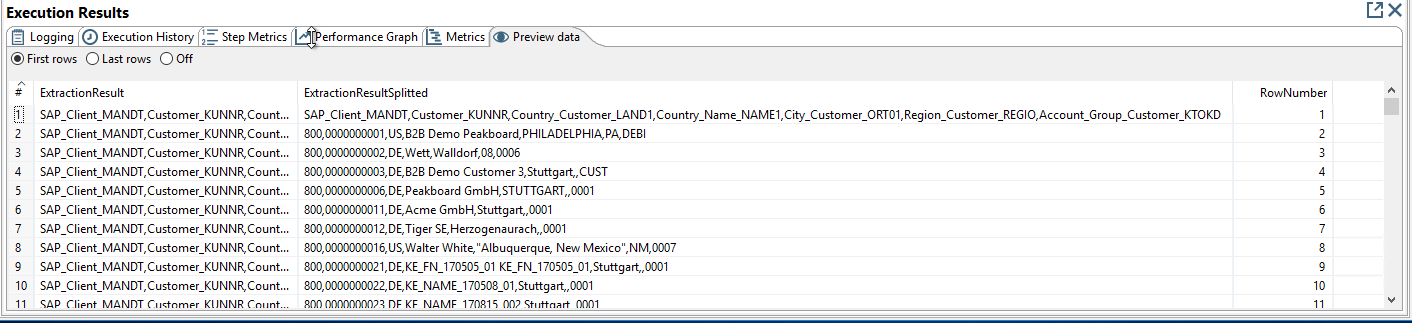 Execution Results
Logging Execution History Step Metrics Performance Graph Metrics Preview data
First rows Last rows Off
# ExtractionResult ExtractionResultSplitted RowNumber
1 SAP_Client_MANDT,Customer_KUNNR,Count... SAP_Client_MANDT,Customer_KUNNR,Country_Customer_LAND1,Country_Name_NAME1,City_Customer_ORT01,Region_Customer_REGIO,Account_Group_Customer_KTOKD 1
2 SAP_Client_MANDT,Customer_KUNNR,Count... 800,0000000001,US,B2B Demo Peakboard,PHILADELPHIA,PA,DEBI 2
3 SAP_Client_MANDT,Customer_KUNNR,Count... 800,0000000002,DE,Wett,Walldorf,08,0006 3
4 SAP_Client_MANDT,Customer_KUNNR,Count... 800,0000000003,DE,B2B Demo Customer 3,Stuttgart,,CUST 4
5 SAP_Client_MANDT,Customer_KUNNR,Count... 800,0000000006,DE,Peakboard GmbH,STUTTGART,,0001 5
6 SAP_Client_MANDT,Customer_KUNNR,Count... 800,0000000011,DE,Acme GmbH,Stuttgart,,0001 6
7 SAP_Client_MANDT,Customer_KUNNR,Count... 800,0000000012,DE,Tiger SE,Herzogenaurach,,0001 7
8 SAP_Client_MANDT,Customer_KUNNR,Count... 800,0000000016,US,Walter White,"Albuquerque, New Mexico",NM,0007 8
9 SAP_Client_MANDT,Customer_KUNNR,Count... 800,0000000021,DE,KE_FN_170505_01 KE_FN_170505_01,Stuttgart,,0001 9
10 SAP_Client_MANDT,Customer_KUNNR,Count... 800,0000000022,DE,KE_NAME_170508_01,Stuttgart,,0001 10
11 SAP_Client_MANDT,Customer_KUNNR,Count... 800,0000000023,DE,KE_NAME_170815_002,Stuttgart,,0001 11